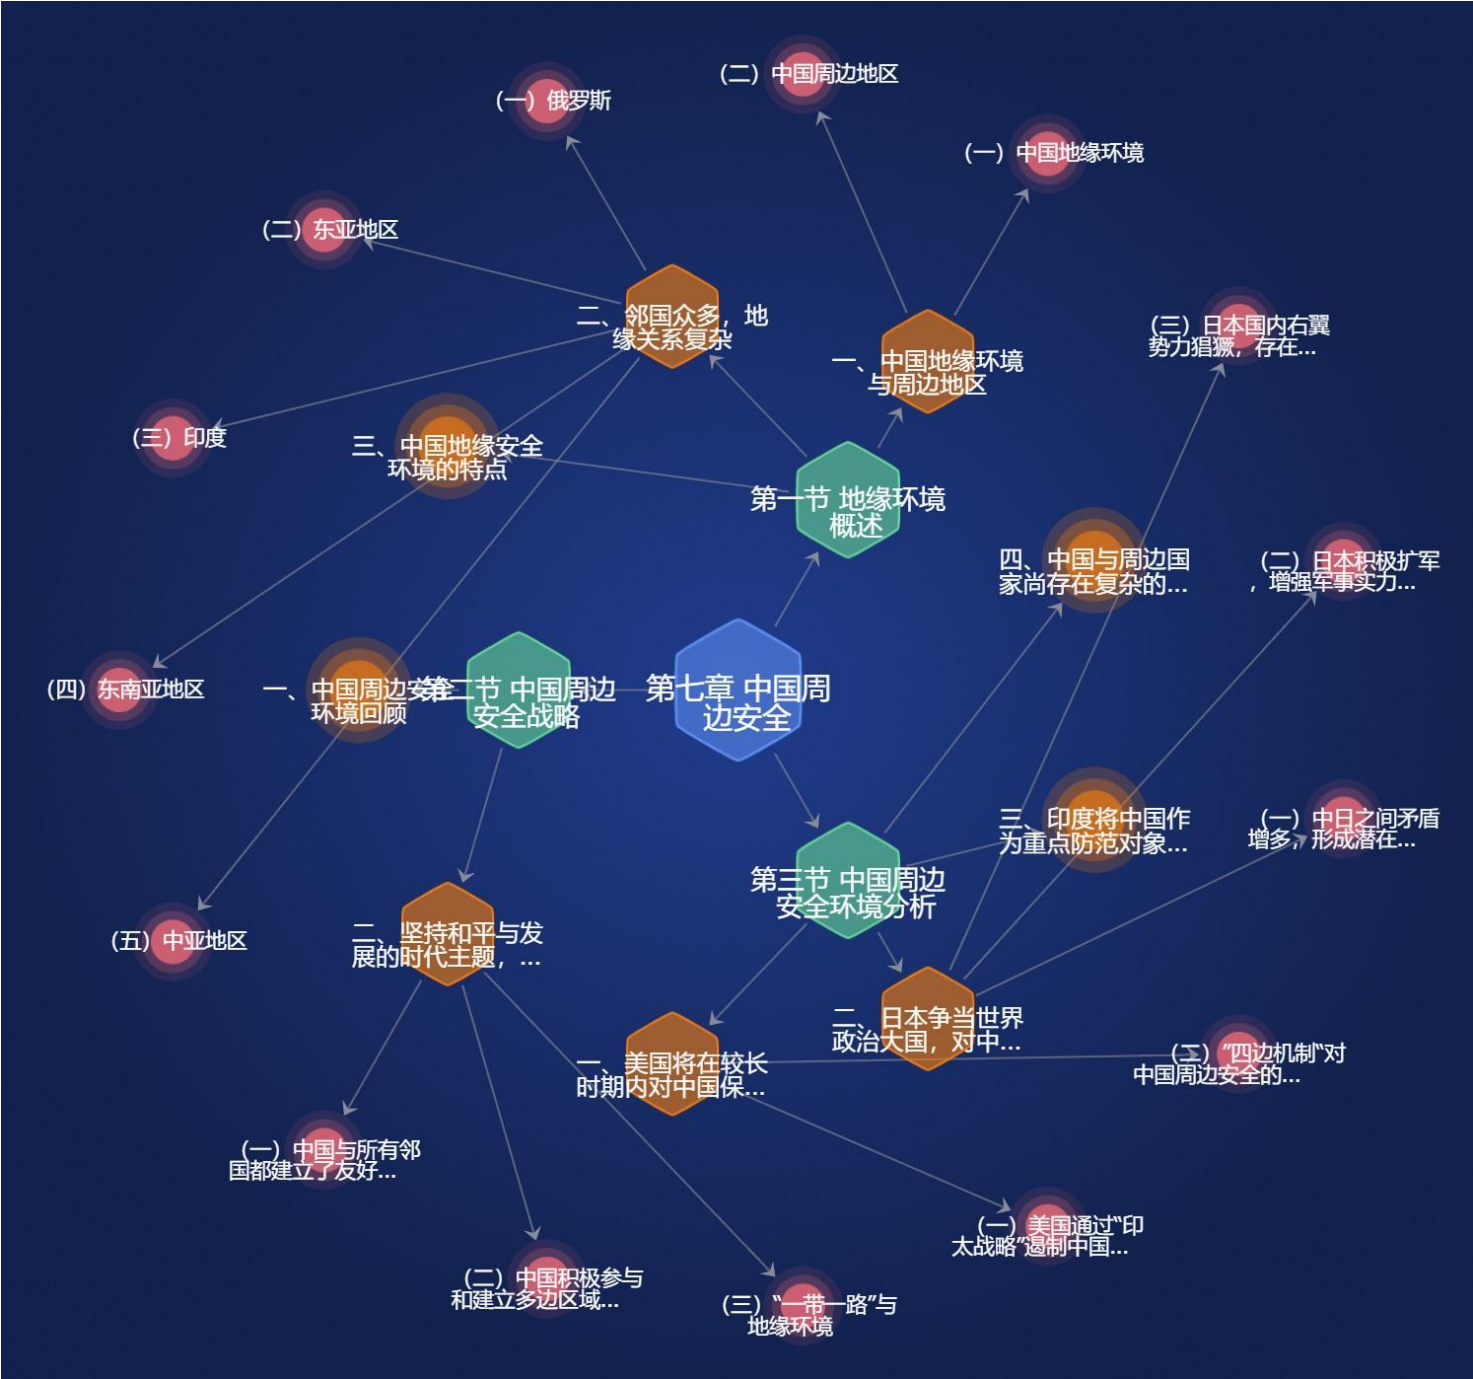 （二）中国周边地区
（一）俄罗斯
（一）中国地缘环境
（二）东亚地区
二、邻国众多，地
缘关系复杂
（三）日本国内右翼
势力猖獗，存在...
一、中国地缘环境
与周边地区
（三）印度
三、中国地缘安全
环境的特点
第一节 地缘环境
概述
四、中国与周边国
家尚存在复杂的...
（二）日本积极扩军
，增强军事实力...
（四）东南亚地区
一、中国周边安全
环境回顾
第二节 中国周边
安全战略
第七章 中国周
边安全
三、印度将中国作
为重点防范对象...
（一）中日之间矛盾
增多，形成潜在...
第三节 中国周边
安全环境分析
（五）中亚地区
二、坚持和平与发
展的时代主题，...
二、日本争当世界
政治大国，对中...
一、美国将在较长
时期内对中国保...
（二）"四边机制"对
中国周边安全的...
（一）中国与所有邻
国都建立了友好...
（一）美国通过“印
太战略”遏制中国...
（二）中国积极参与
和建立多边区域...
（三）“一带一路”与
地缘环境